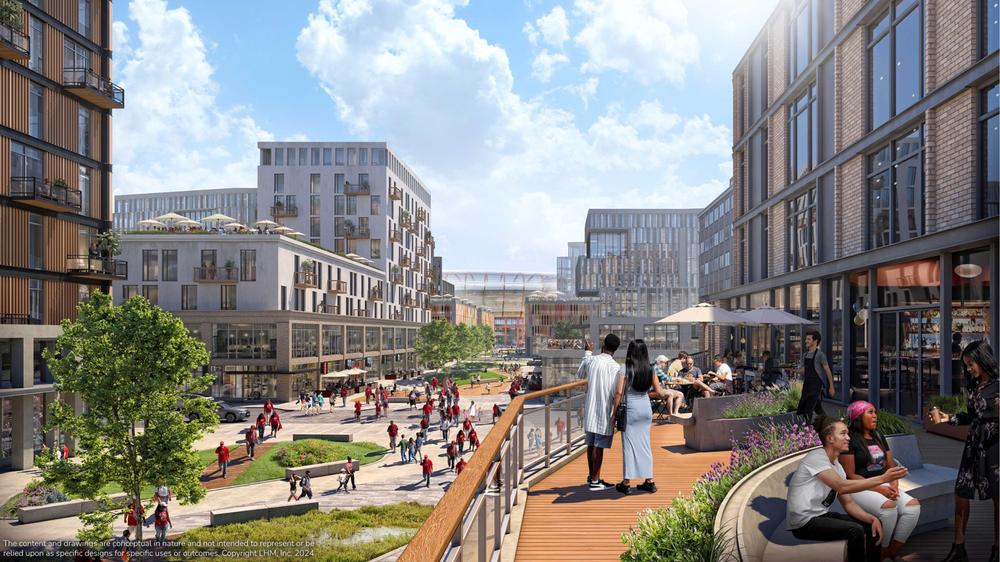 The content and drawings are conceptual in nature and not intended to represent or be
relied upon as specific designs for specific uses or outcomes. Copyright LHM, Inc. 2024